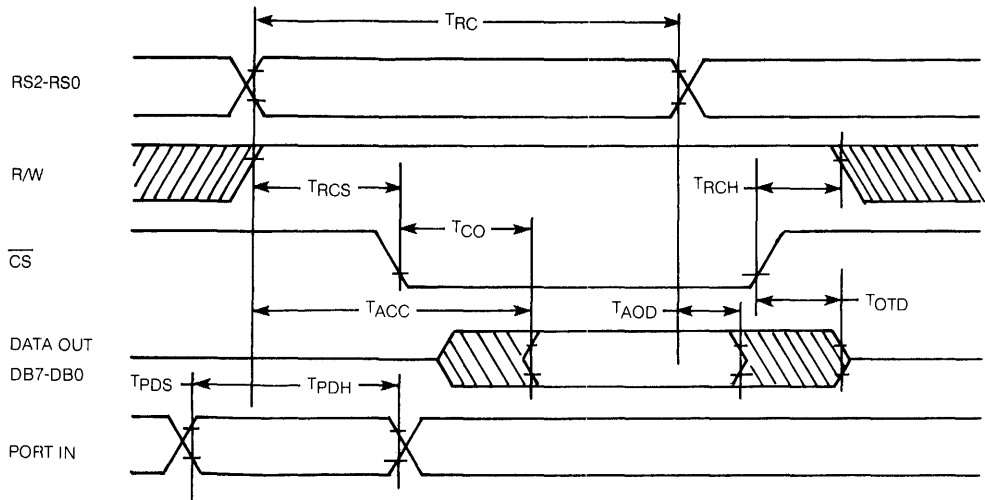 TRC
RS2-RS0
R/W
TRCS
TRCH
TCO
CS
TACC
TAOD
TOTD
DATA OUT
DB7-DB0
TPDS
TPDH
PORT IN